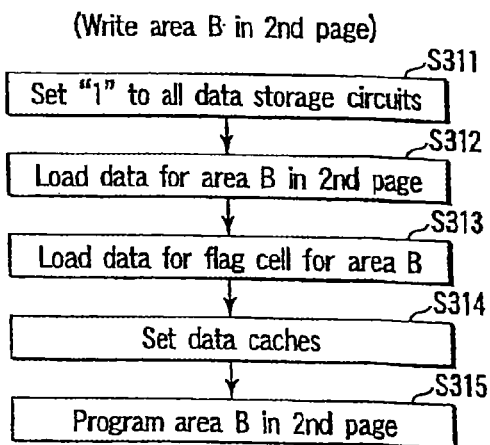 (Write area B in 2nd page)
S311
Set "1" to all data storage circuits
S312
Load data for area B in 2nd page
S313
Load data for flag cell for area B
S314
Set data caches
S315
Program area B in 2nd page